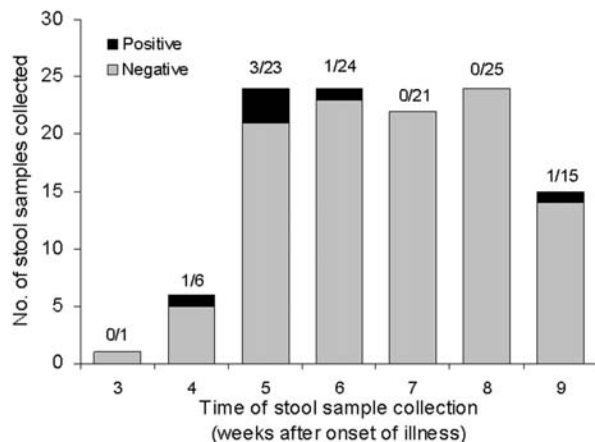 30
25
20
15
10
5
0
No. of stool samples collected
Positive
Negative
0/1
1/6
3/23
1/24
0/21
0/25
1/15
3 4 5 6 7 8 9
Time of stool sample collection
(weeks after onset of illness)